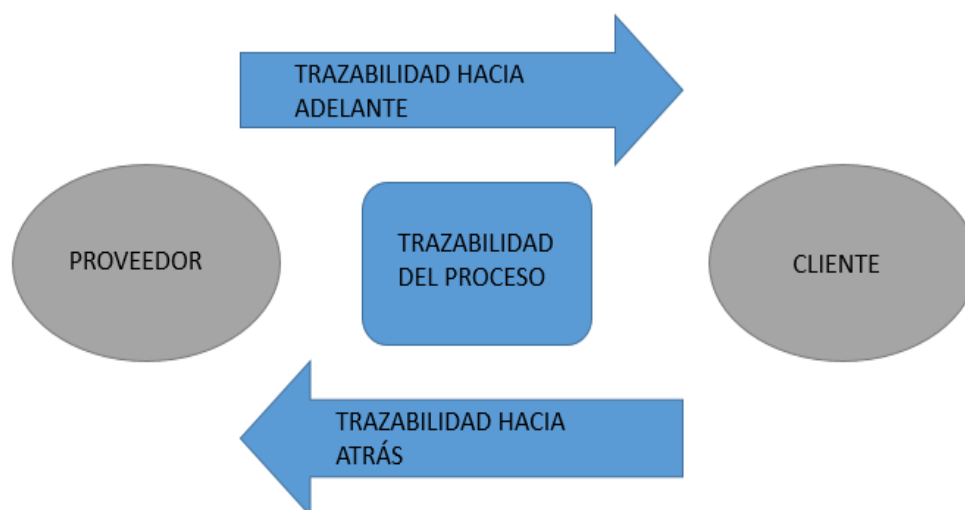 TRAZABILIDAD HACIA
ADELANTE
PROVEEDOR
TRAZABILIDAD
DEL PROCESO
CLIENTE
TRAZABILIDAD HACIA
ATRÁS